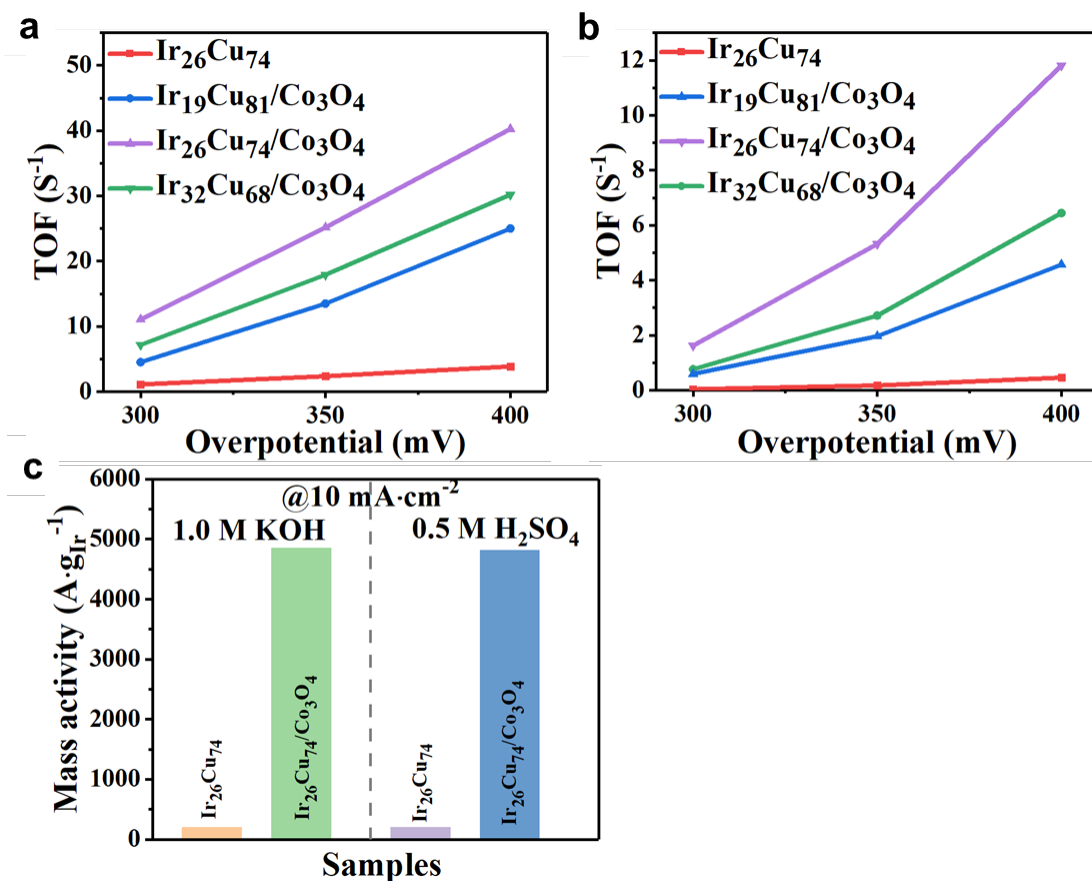 a
Ir26Cu74
Ir19Cu81/Co3O4
Ir26Cu74/Co3O4
Ir32Cu68/Co3O4
TOF (S-1)
50
40
30
20
10
0
300 350 400
Overpotential (mV)
b
Ir26Cu74
Ir19Cu81/Co3O4
Ir26Cu74/Co3O4
Ir32Cu68/Co3O4
TOF (S-1)
12
10
8
6
4
2
0
300 350 400
Overpotential (mV)
c
@10 mA·cm-2
1.0 M KOH
0.5 M H2SO4
Mass activity (A·gIr-1)
6000
5000
4000
3000
2000
1000
0
Ir26Cu74
Ir26Cu74/Co3O4
Ir26Cu74
Ir26Cu74/Co3O4
Samples